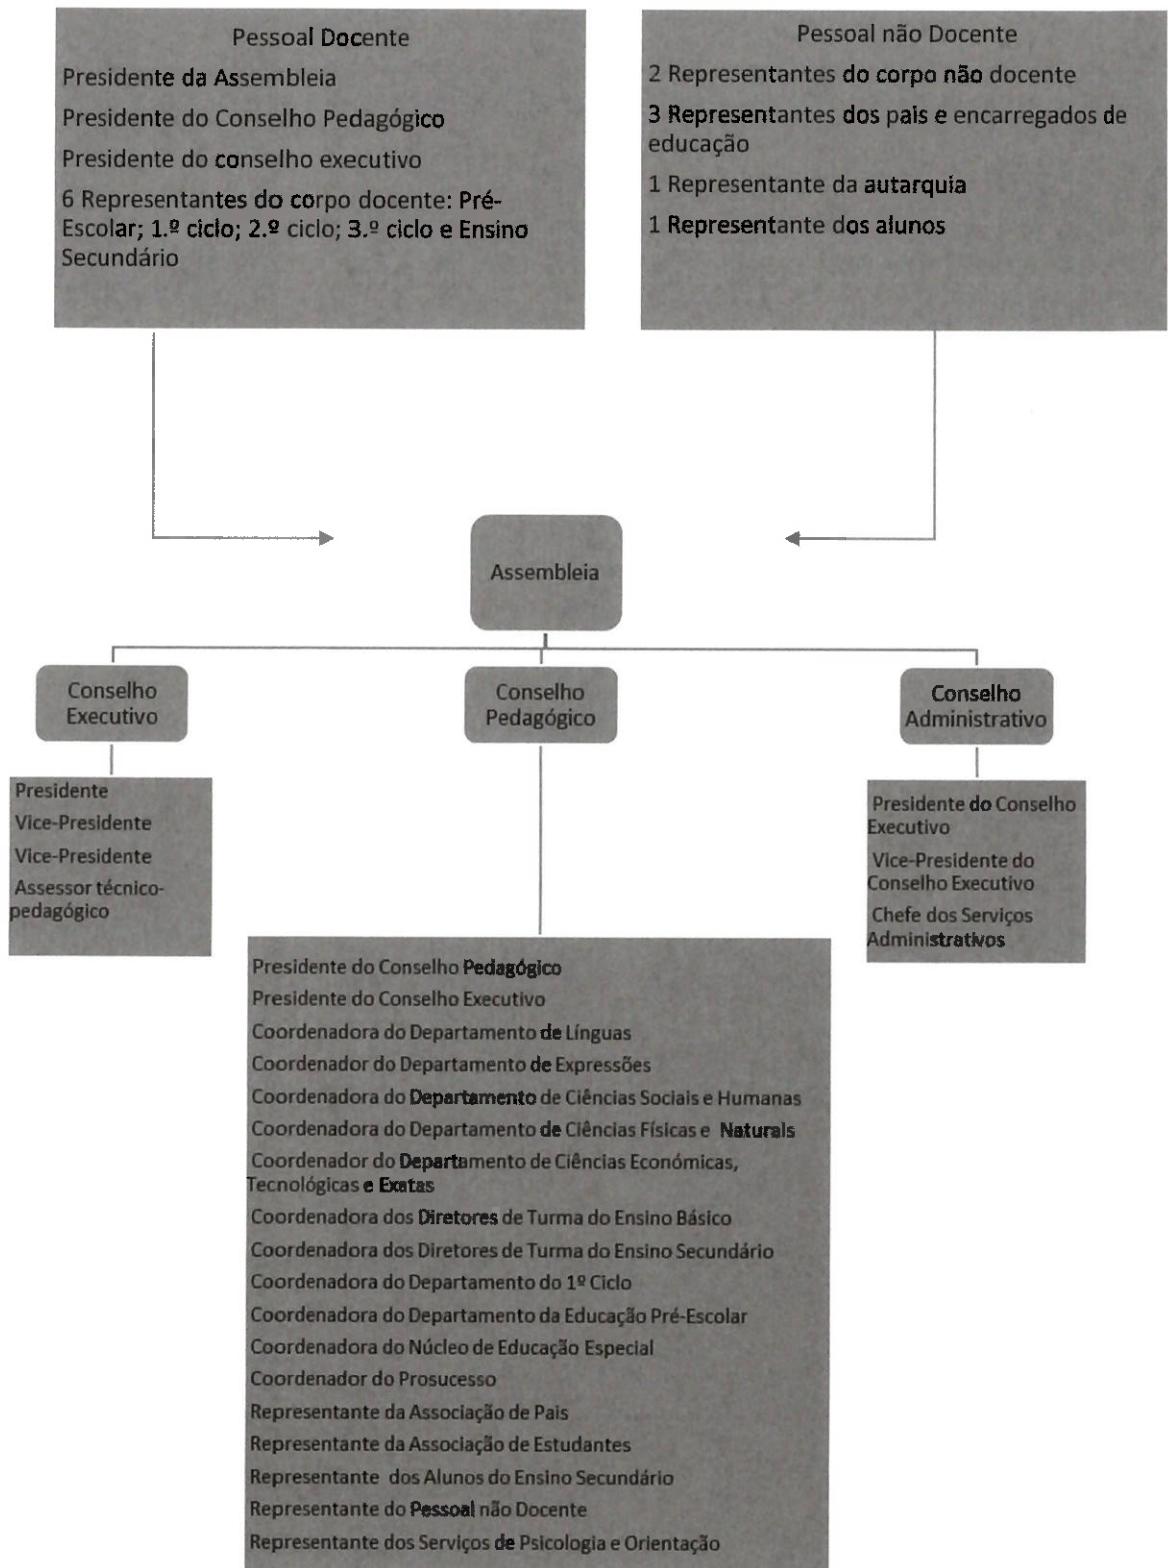 Pessoal Docente
Presidente da Assembleia
Presidente do Conselho Pedagógico
Presidente do conselho executivo
6 Representantes do corpo docente: Pré-
Escolar; 1.º ciclo; 2.º ciclo; 3.º ciclo e Ensino
Secundário
Pessoal não Docente
2 Representantes do corpo não docente
3 Representantes dos pais e encarregados de
educação
1 Representante da autarquia
1 Representante dos alunos
Assembleia
Conselho
Executivo
Conselho
Pedagógico
Conselho
Administrativo
Presidente
Vice-Presidente
Vice-Presidente
Assessor técnico-
pedagógico
Presidente do Conselho
Executivo
Vice-Presidente do
Conselho Executivo
Chefe dos Serviços
Administrativos
Presidente do Conselho Pedagógico
Presidente do Conselho Executivo
Coordenadora do Departamento de Línguas
Coordenador do Departamento de Expressões
Coordenadora do Departamento de Ciências Sociais e Humanas
Coordenadora do Departamento de Ciências Físicas e Naturais
Coordenador do Departamento de Ciências Económicas,
Tecnológicas e Exatas
Coordenadora dos Diretores de Turma do Ensino Básico
Coordenadora dos Diretores de Turma do Ensino Secundário
Coordenadora do Departamento do 1º Ciclo
Coordenadora do Departamento da Educação Pré-Escolar
Coordenadora do Núcleo de Educação Especial
Coordenador do Prosucesso
Representante da Associação de Pais
Representante da Associação de Estudantes
Representante dos Alunos do Ensino Secundário
Representante do Pessoal não Docente
Representante dos Serviços de Psicologia e Orientação